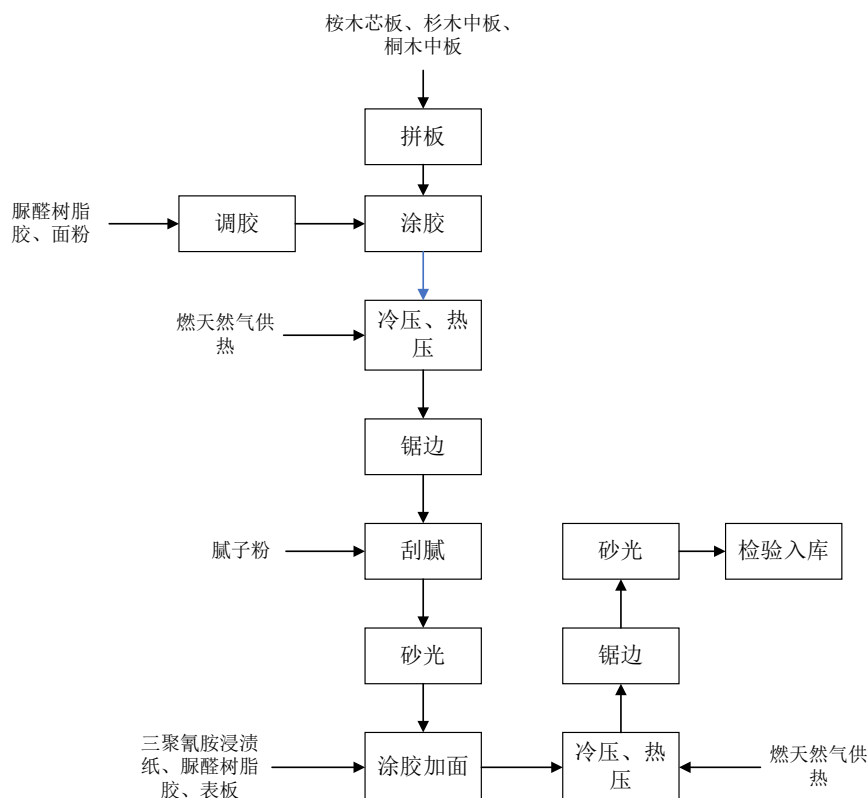 桉木芯板、杉木中板、
桐木中板
拼板
脲醛树脂
胶、面粉
调胶
涂胶
燃天然气供
热
冷压、热
压
锯边
腻子粉
刮腻
砂光
检验入库
砂光
锯边
三聚氰胺浸渍
纸、脲醛树脂
胶、表板
涂胶加面
冷压、热
压
燃天然气供
热